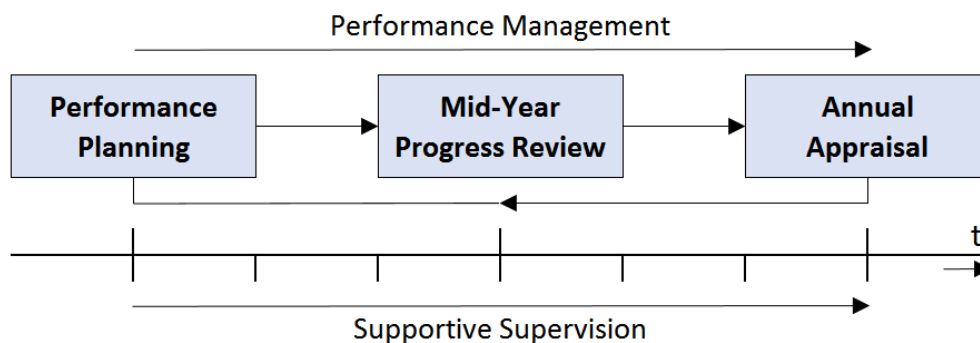 Performance Management
Performance
Planning
Mid-Year
Progress Review
Annual
Appraisal
t
Supportive Supervision